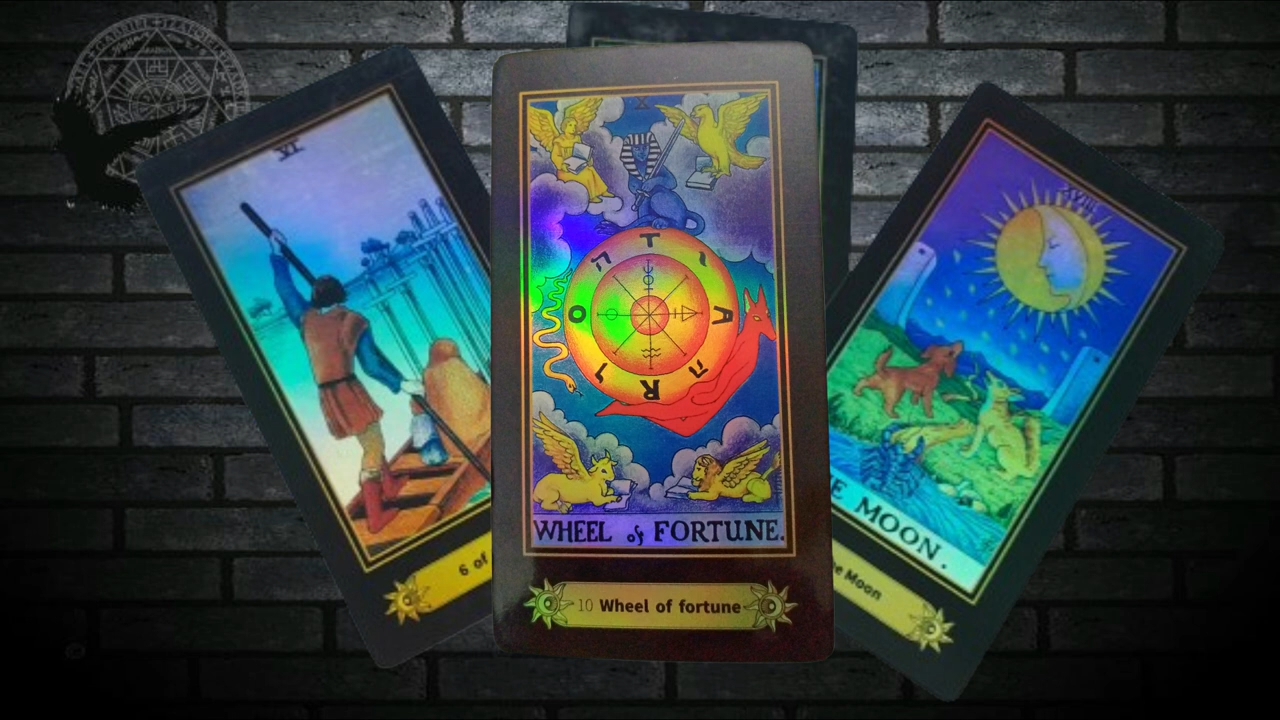 VI
6 of
X
T
ה י
O A
ו ה
R
WHEEL of FORTUNE.
10 Wheel of fortune
XVIII
E MOON.
e Moon